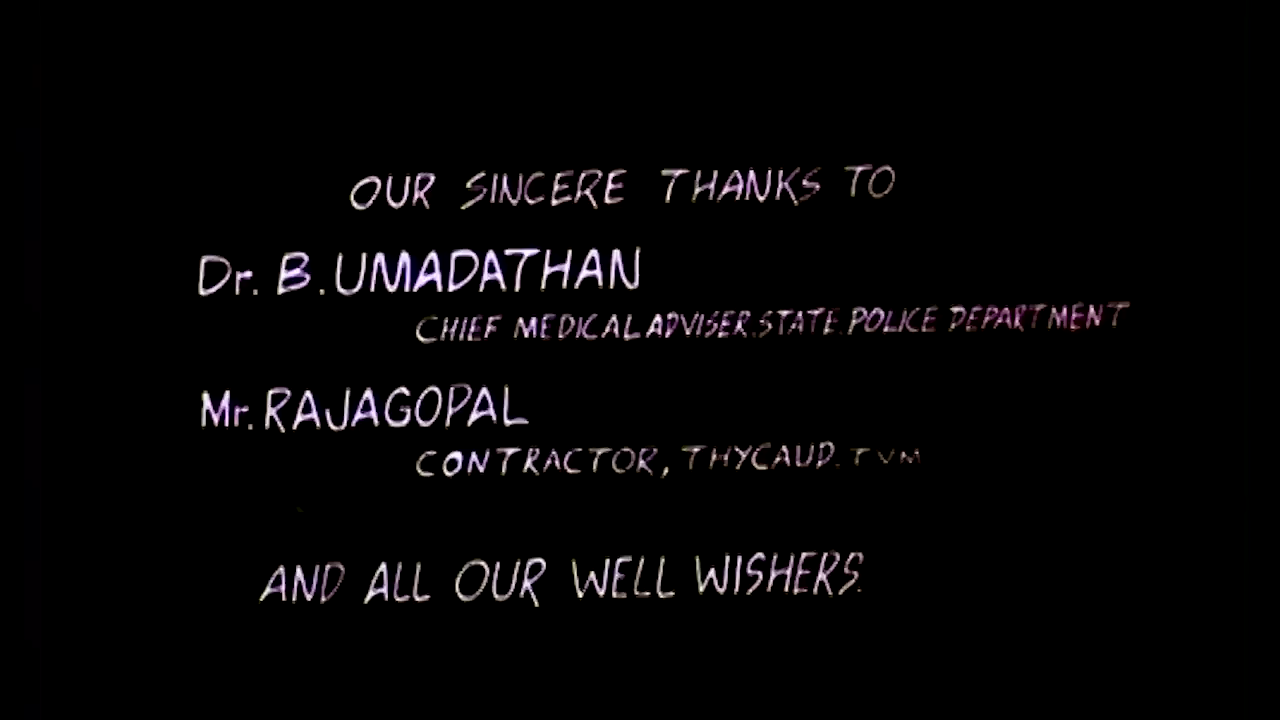 OUR SINCERE THANKS TO
Dr. B. UMADATHAN
CHIEF MEDICAL ADVISER.STATE.POLICE DEPARTMENT
Mr. RAJAGOPAL
CONTRACTOR, THYCAUD. TVM
AND ALL OUR WELL WISHERS.